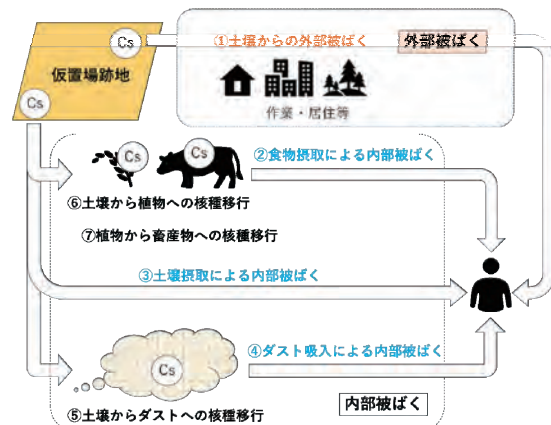 Cs
①土壌からの外部被ばく
外部被ばく
仮置場跡地
Cs
作業・居住等
Cs
Cs
②食物摂取による内部被ばく
⑥土壌から植物への核種移行
⑦植物から畜産物への核種移行
③土壌摂取による内部被ばく
④ダスト吸入による内部被ばく
Cs
⑤土壌からダストへの核種移行
内部被ばく